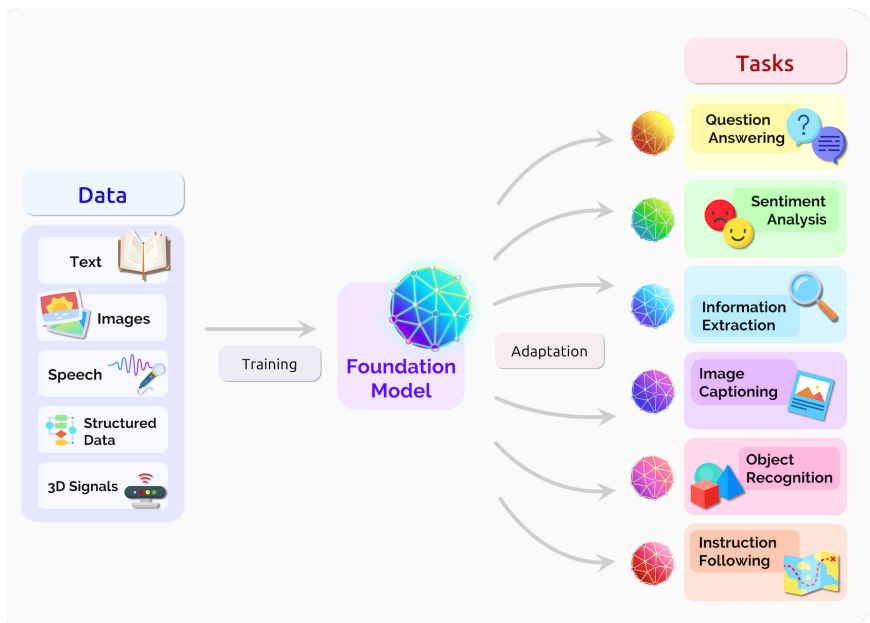 Data
Text
Images
Speech
Structured
Data
3D Signals
Training
Foundation
Model
Adaptation
Tasks
Question
Answering
?
Sentiment
Analysis
Information
Extraction
Image
Captioning
Object
Recognition
Instruction
Following